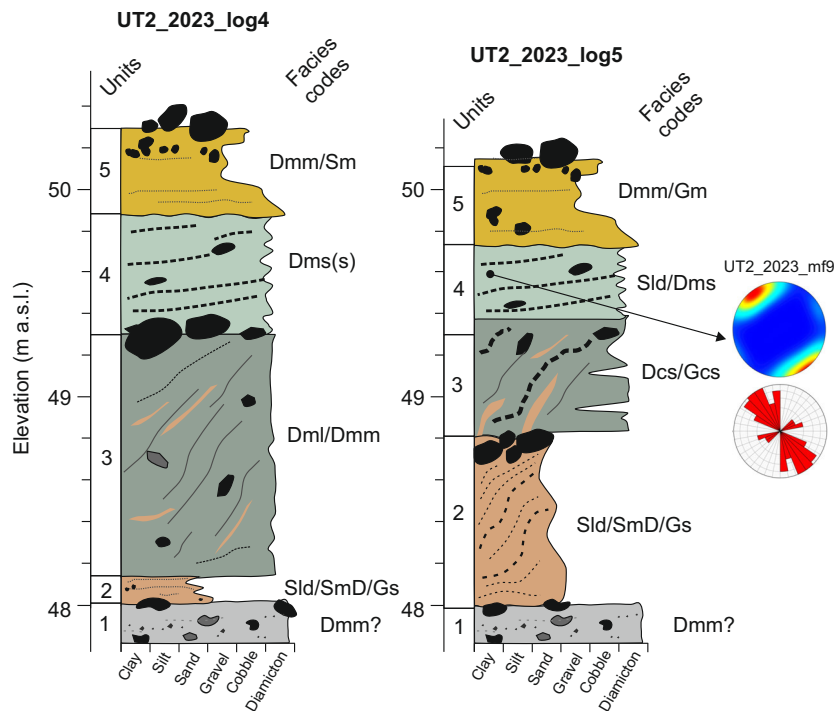 UT2_2023_log4
Units
Facies
codes
Elevation (m a.s.l.)
50
49
48
5
4
3
2
1
Dmm/Sm
Dms(s)
Dml/Dmm
Sld/SmD/Gs
Dmm?
Clay
Silt
Sand
Gravel
Cobble
Diamicton
UT2_2023_log5
Units
Facies
codes
50
49
48
5
4
3
2
1
Dmm/Gm
Sld/Dms
Dcs/Gcs
Sld/SmD/Gs
Dmm?
Clay
Silt
Sand
Gravel
Cobble
Diamicton
UT2_2023_mf9